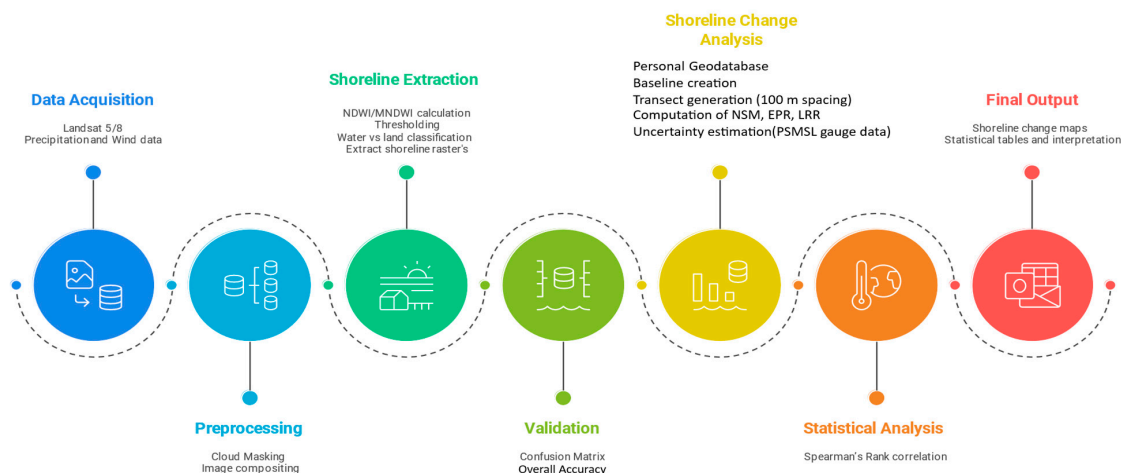 Data Acquisition
Landsat 5/8
Precipitation and Wind data
Preprocessing
Cloud Masking
Image compositing
Shoreline Extraction
NDWI/MNDWI calculation
Thresholding
Water vs land classification
Extract shoreline raster's
Validation
Confusion Matrix
Overall Accuracy
Shoreline Change
Analysis
Personal Geodatabase
Baseline creation
Transect generation (100 m spacing)
Computation of NSM, EPR, LRR
Uncertainty estimation(PSMSL gauge data)
Statistical Analysis
Spearman's Rank correlation
Final Output
Shoreline change maps
Statistical tables and interpretation